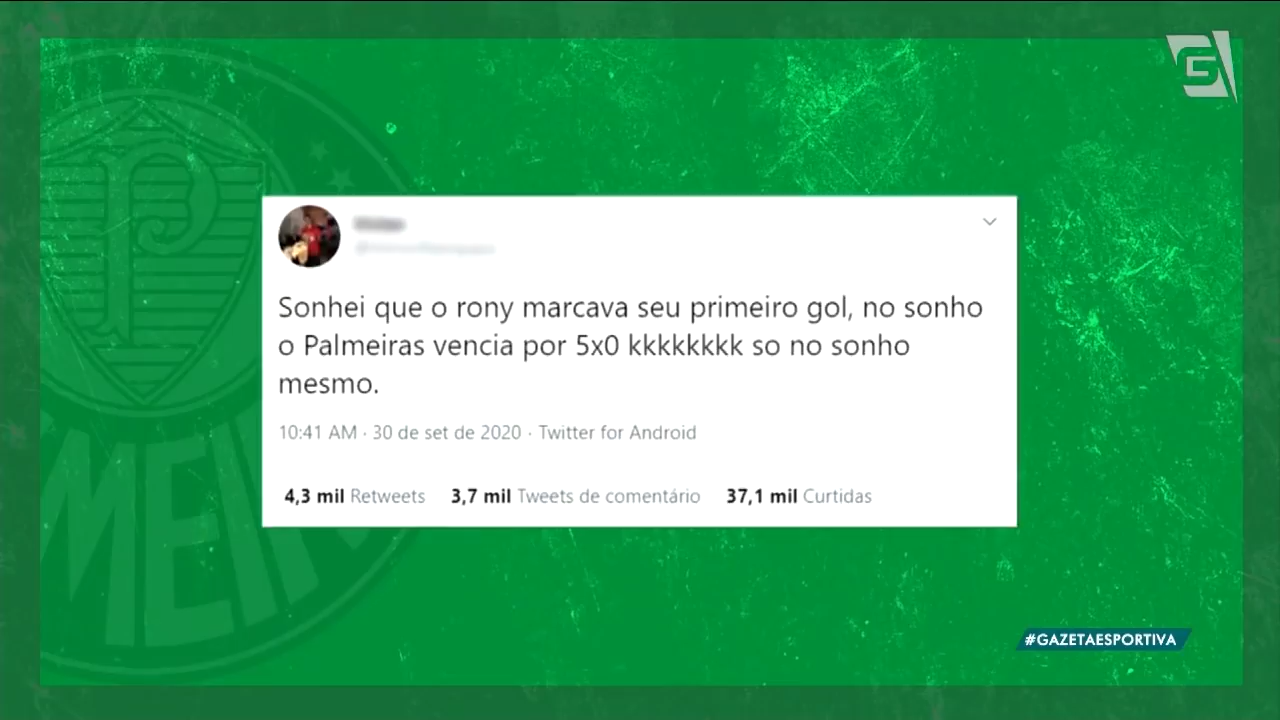 Sonhei que o rony marcava seu primeiro gol, no sonho
o Palmeiras vencia por 5x0 kkkkkkkk so no sonho
mesmo.
10:41 AM · 30 de set de 2020 · Twitter for Android
4,3 mil Retweets 3,7 mil Tweets de comentário 37,1 mil Curtidas
#GAZETAESPORTIVA